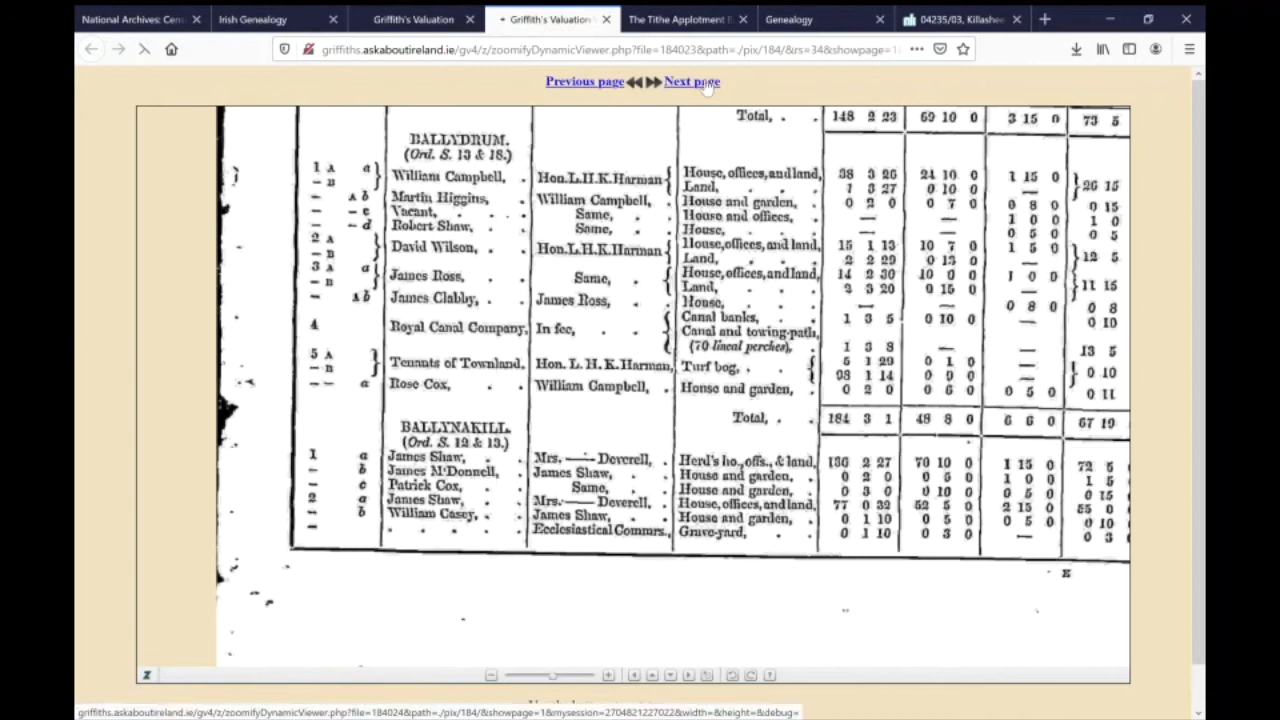 National Archives: Cens
Irish Genealogy
Griffith's Valuation
Griffith's Valuation
The Tithe Applotment
Genealogy
04235/03, Killashee
griffiths.askaboutireland.ie/gv4/z/zoomifyDynamicViewer.php?file=184023&path=./pix/184/&rs=34&showpage=1
Previous page Next page
Total, . . 148 2 23 69 10 0 3 15 0 73 5
BALLYDRUM.
(Ord. S. 13 & 18.)
1 A a William Campbell, . Hon. L.H.K. Harman House, offices, and land, 38 3 26 24 10 0 1 15 0 26 15
- B Land, . . 1 3 27 0 10 0 —
- A b Martin Higgins, . William Campbell, . House and garden, . 0 2 0 0 7 0 0 8 0 0 15
- - c Vacant, . . . Same, . House and offices, . — — 1 0 0 1 0
- - d Robert Shaw, . . Same, . House, . . — — 0 5 0 0 5
2 A David Wilson, . . Hon. L.H.K. Harman House, offices, and land, 15 1 13 10 7 0 1 5 0 12 5
- B Land, . . 2 2 29 0 13 0 —
3 A a James Ross, . . Same, . House, offices, and land, 14 2 30 10 0 0 1 0 0 11 15
- B Land, . . 2 3 20 0 15 0 —
- A b James Clabby, . . James Ross, . House, . . — — 0 8 0 0 8
4 Royal Canal Company, In fee, . . Canal banks, . . 1 3 5 0 10 0 — 0 10
Canal and towing-path,
(70 lineal perches), . 1 3 8 — — 13 5
5 A Tenants of Townland, Hon. L. H. K. Harman, Turf bog, . . 5 1 29 0 1 0 — 0 10
- B 98 1 14 0 9 0 —
- - a Rose Cox, . . William Campbell, . House and garden, . 0 2 0 0 6 0 0 5 0 0 11
Total, . . 184 3 1 48 8 0 6 6 0 67 19
BALLYNAKILL.
(Ord. S. 12 & 13.)
1 a James Shaw, . . Mrs. —— Deverell, . Herd's ho., offs., & land, 136 2 27 70 10 0 1 15 0 72 5
- b James M'Donnell, . James Shaw, . House and garden, . 0 2 0 0 5 0 1 0 0 1 5
- c Patrick Cox, . . Same, . House and garden, . 0 3 0 0 10 0 0 5 0 0 15
2 a James Shaw, . . Mrs. —— Deverell, . House, offices, and land, 77 0 32 52 5 0 2 15 0 55 0
- b William Casey, . . James Shaw, . House and garden, . 0 1 10 0 5 0 0 5 0 0 10
- . . . . Ecclesiastical Commrs., Grave-yard, . . 0 1 10 0 3 0 — 0 3
E
Z
griffiths.askaboutireland.ie/gv4/z/zoomifyDynamicViewer.php?file=184024&path=./pix/184/&showpage=1&mysession=2704821227022&width=&height=&debug=